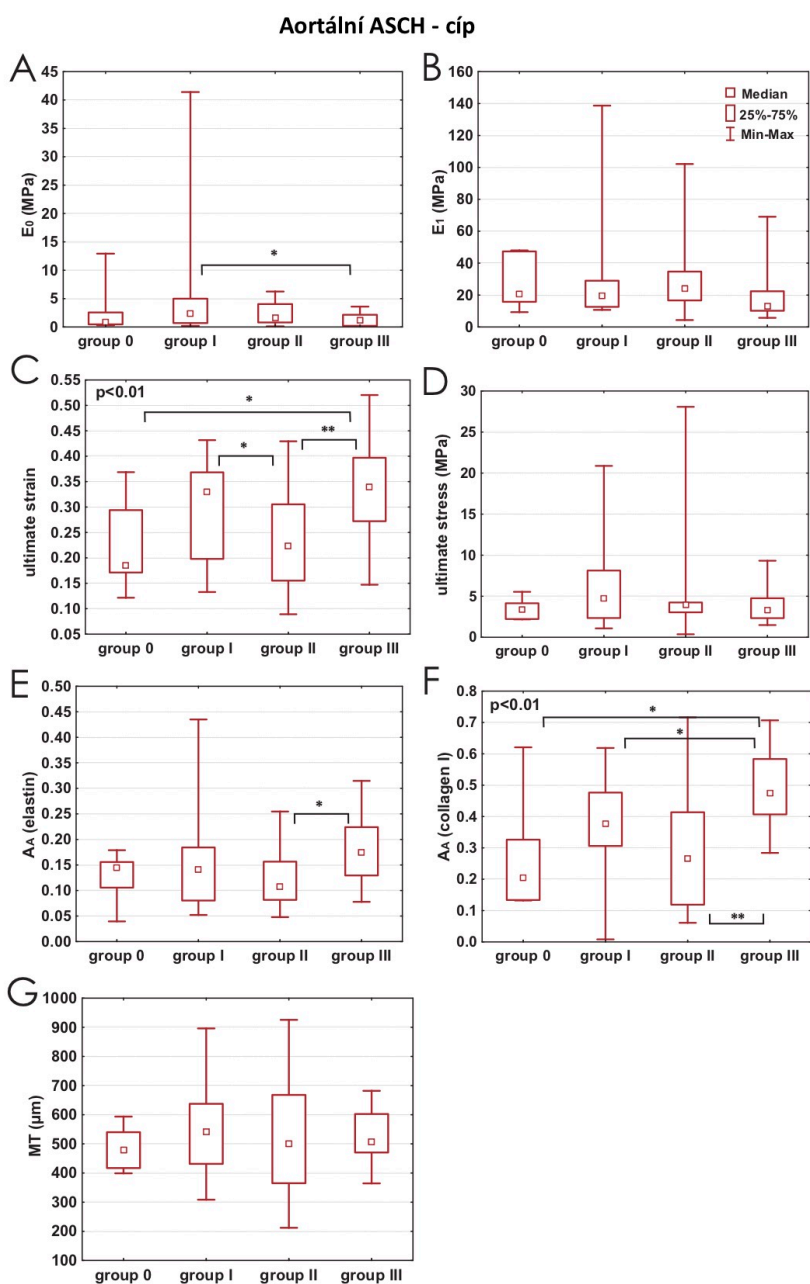 Aortální ASCH - cíp
A
45
40
35
30
25
20
15
10
5
0
E₀ (MPa)
*
group 0 group I group II group III
B
160
140
120
100
80
60
40
20
0
E₁ (MPa)
Median
25%-75%
Min-Max
group 0 group I group II group III
C
0.55
0.50
0.45
0.40
0.35
0.30
0.25
0.20
0.15
0.10
0.05
ultimate strain
p<0.01
*
*
**
group 0 group I group II group III
D
30
25
20
15
10
5
0
ultimate stress (MPa)
group 0 group I group II group III
E
0.50
0.45
0.40
0.35
0.30
0.25
0.20
0.15
0.10
0.05
0.00
AA (elastin)
*
group 0 group I group II group III
F
0.8
0.7
0.6
0.5
0.4
0.3
0.2
0.1
0.0
AA (collagen I)
p<0.01
*
*
**
group 0 group I group II group III
G
1000
900
800
700
600
500
400
300
200
100
MT (µm)
group 0 group I group II group III